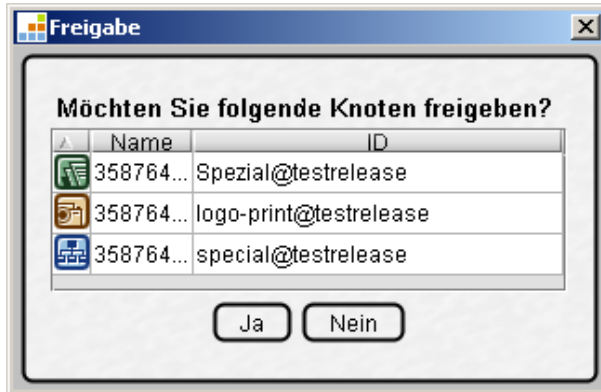 Freigabe
Möchten Sie folgende Knoten freigeben?
Name ID
358764... Spezial@testrelease
358764... logo-print@testrelease
358764... special@testrelease
Ja Nein